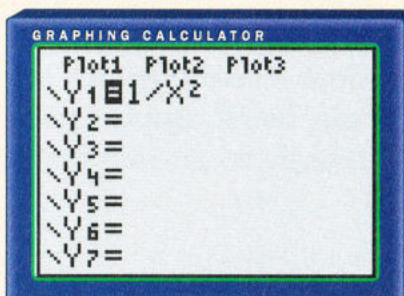 GRAPHING CALCULATOR
Plot1 Plot2 Plot3
\Y1=1/X²
\Y2=
\Y3=
\Y4=
\Y5=
\Y6=
\Y7=